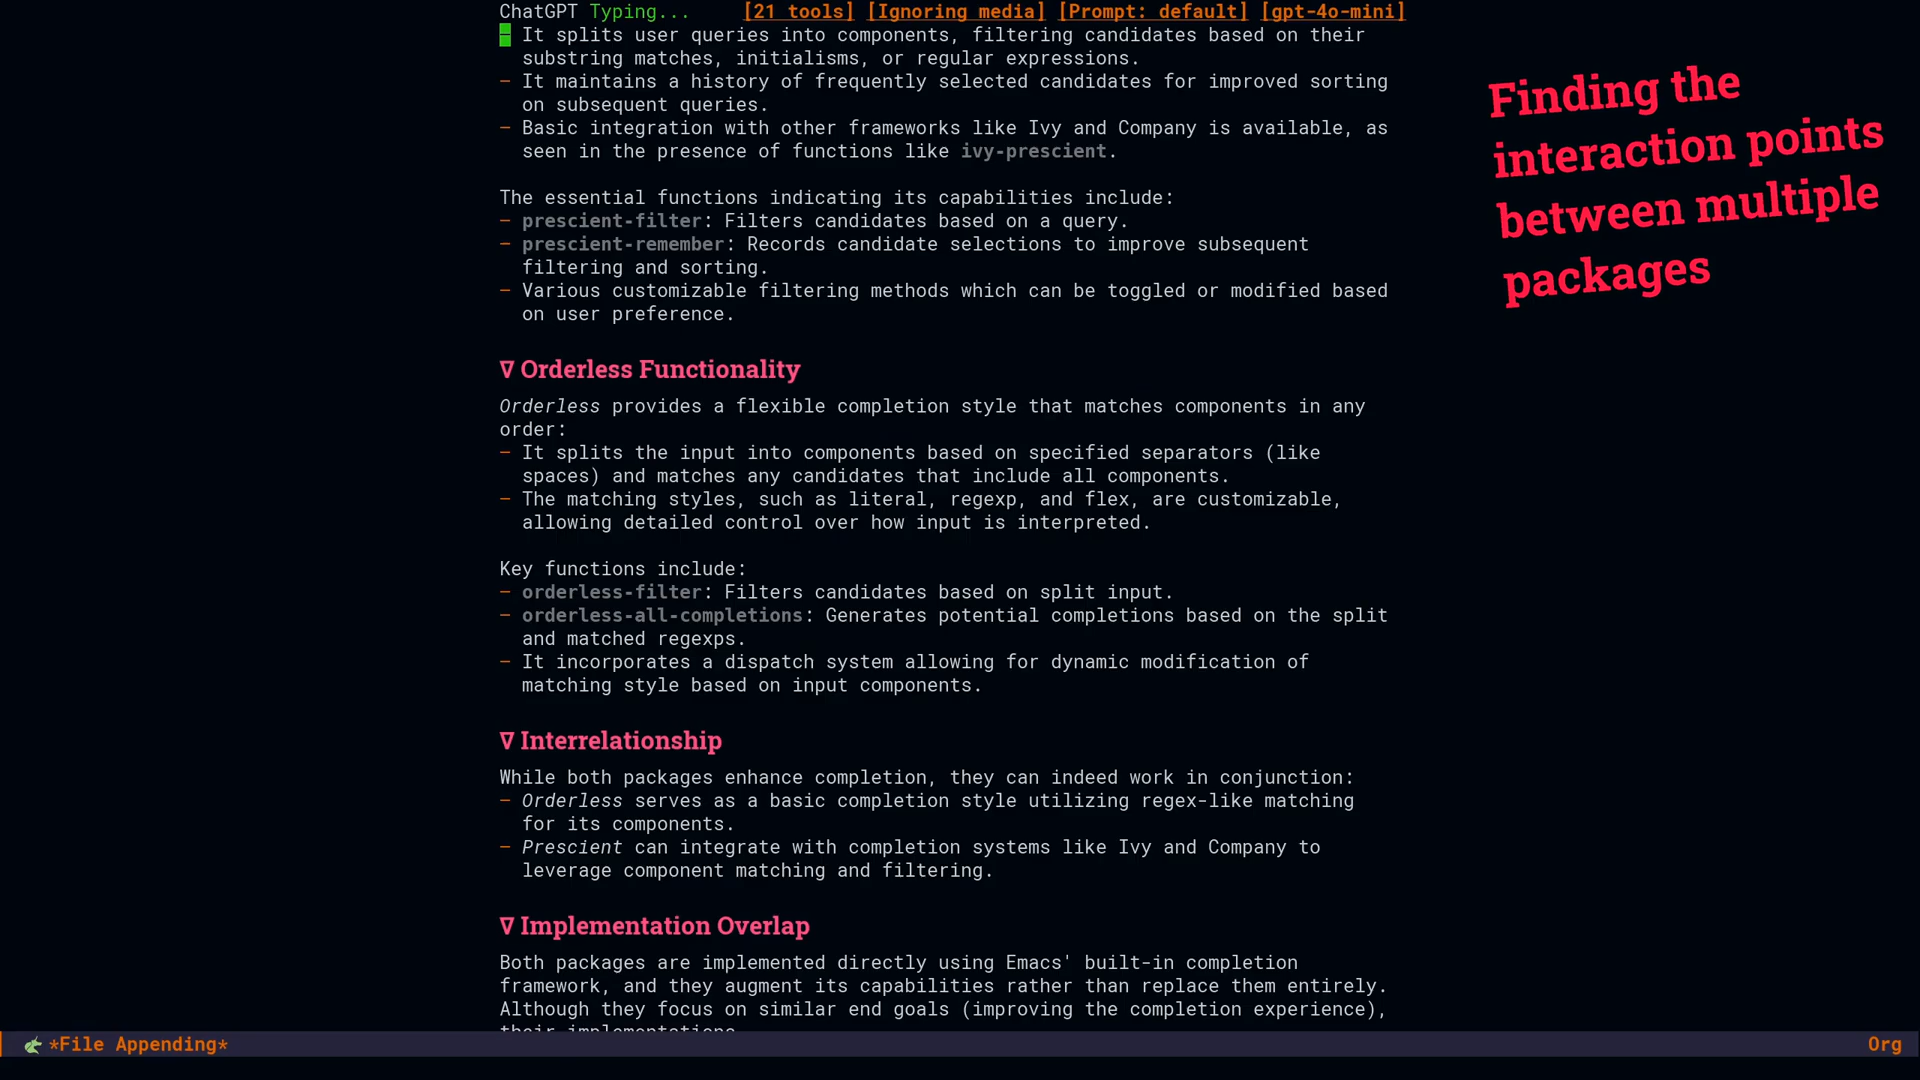 ChatGPT Typing... [21 tools] [Ignoring media] [Prompt: default] [gpt-4o-mini]
It splits user queries into components, filtering candidates based on their
substring matches, initialisms, or regular expressions.
– It maintains a history of frequently selected candidates for improved sorting
on subsequent queries.
– Basic integration with other frameworks like Ivy and Company is available, as
seen in the presence of functions like ivy-prescient.
The essential functions indicating its capabilities include:
– prescient-filter: Filters candidates based on a query.
– prescient-remember: Records candidate selections to improve subsequent
filtering and sorting.
– Various customizable filtering methods which can be toggled or modified based
on user preference.
∇ Orderless Functionality
Orderless provides a flexible completion style that matches components in any
order:
– It splits the input into components based on specified separators (like
spaces) and matches any candidates that include all components.
– The matching styles, such as literal, regexp, and flex, are customizable,
allowing detailed control over how input is interpreted.
Key functions include:
– orderless-filter: Filters candidates based on split input.
– orderless-all-completions: Generates potential completions based on the split
and matched regexps.
– It incorporates a dispatch system allowing for dynamic modification of
matching style based on input components.
∇ Interrelationship
While both packages enhance completion, they can indeed work in conjunction:
– Orderless serves as a basic completion style utilizing regex-like matching
for its components.
– Prescient can integrate with completion systems like Ivy and Company to
leverage component matching and filtering.
∇ Implementation Overlap
Both packages are implemented directly using Emacs' built-in completion
framework, and they augment its capabilities rather than replace them entirely.
Although they focus on similar end goals (improving the completion experience),
their implementations
*File Appending* Org
Finding the
interaction points
between multiple
packages